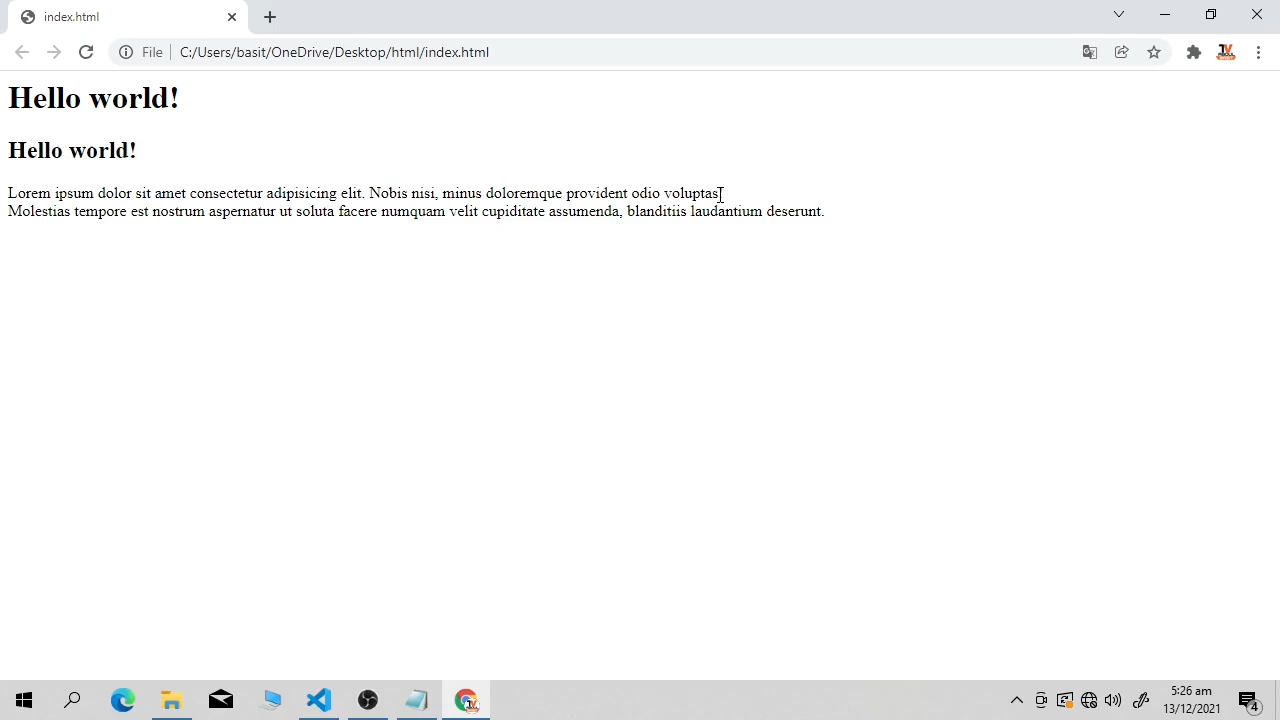 index.html
File
C:/Users/basit/OneDrive/Desktop/html/index.html
Hello world!
Hello world!
Lorem ipsum dolor sit amet consectetur adipisicing elit. Nobis nisi, minus doloremque provident odio voluptas
Molestias tempore est nostrum aspernatur ut soluta facere numquam velit cupiditate assumenda, blanditiis laudantium deserunt.
5:26 am
13/12/2021
4